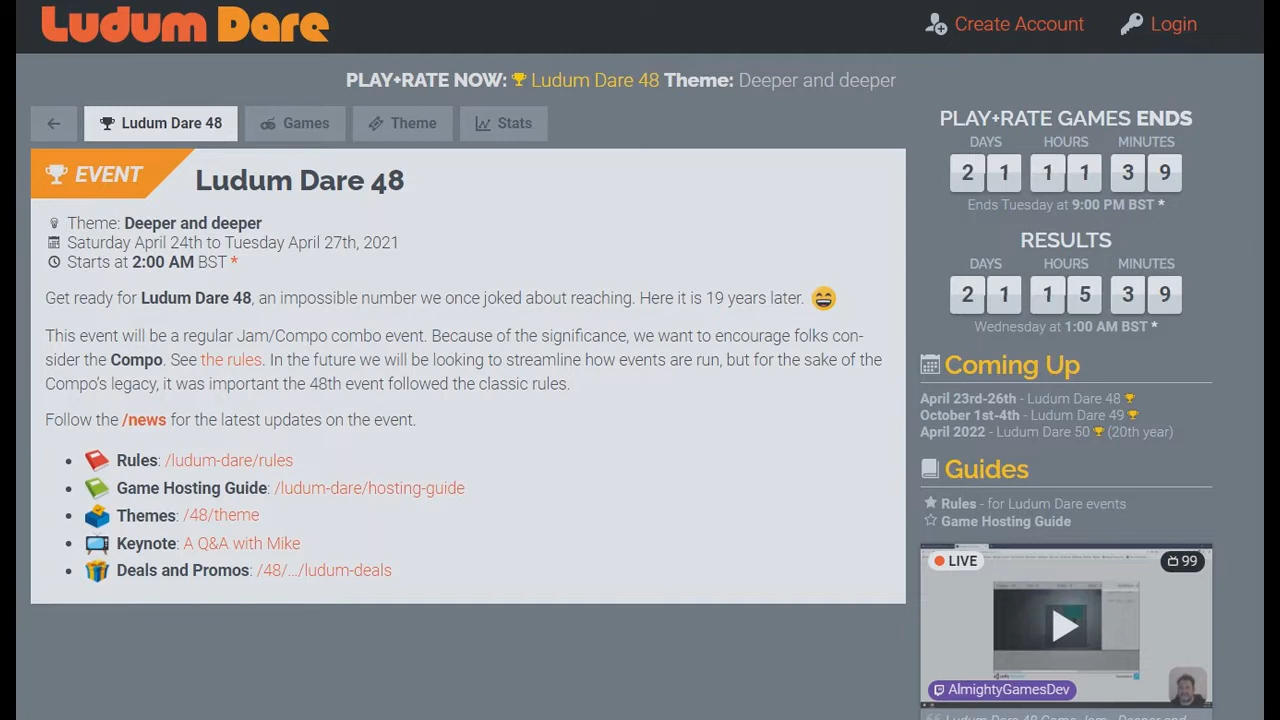 Ludum Dare
Create Account
Login
PLAY+RATE NOW: Ludum Dare 48 Theme: Deeper and deeper
Ludum Dare 48
Games
Theme
Stats
EVENT
Ludum Dare 48
Theme: Deeper and deeper
Saturday April 24th to Tuesday April 27th, 2021
Starts at 2:00 AM BST *
Get ready for Ludum Dare 48, an impossible number we once joked about reaching. Here it is 19 years later.
This event will be a regular Jam/Compo combo event. Because of the significance, we want to encourage folks con-
sider the Compo. See the rules. In the future we will be looking to streamline how events are run, but for the sake of the
Compo's legacy, it was important the 48th event followed the classic rules.
Follow the /news for the latest updates on the event.
Rules: /ludum-dare/rules
Game Hosting Guide: /ludum-dare/hosting-guide
Themes: /48/theme
Keynote: A Q&A with Mike
Deals and Promos: /48/.../ludum-deals
PLAY+RATE GAMES ENDS
DAYS HOURS MINUTES
2 1 1 1 3 9
Ends Tuesday at 9:00 PM BST *
RESULTS
DAYS HOURS MINUTES
2 1 1 5 3 9
Wednesday at 1:00 AM BST *
Coming Up
April 23rd-26th - Ludum Dare 48
October 1st-4th - Ludum Dare 49
April 2022 - Ludum Dare 50 (20th year)
Guides
Rules - for Ludum Dare events
Game Hosting Guide
LIVE
99
AlmightyGamesDev
Ludum Dare 48 Game Jam - Deeper and